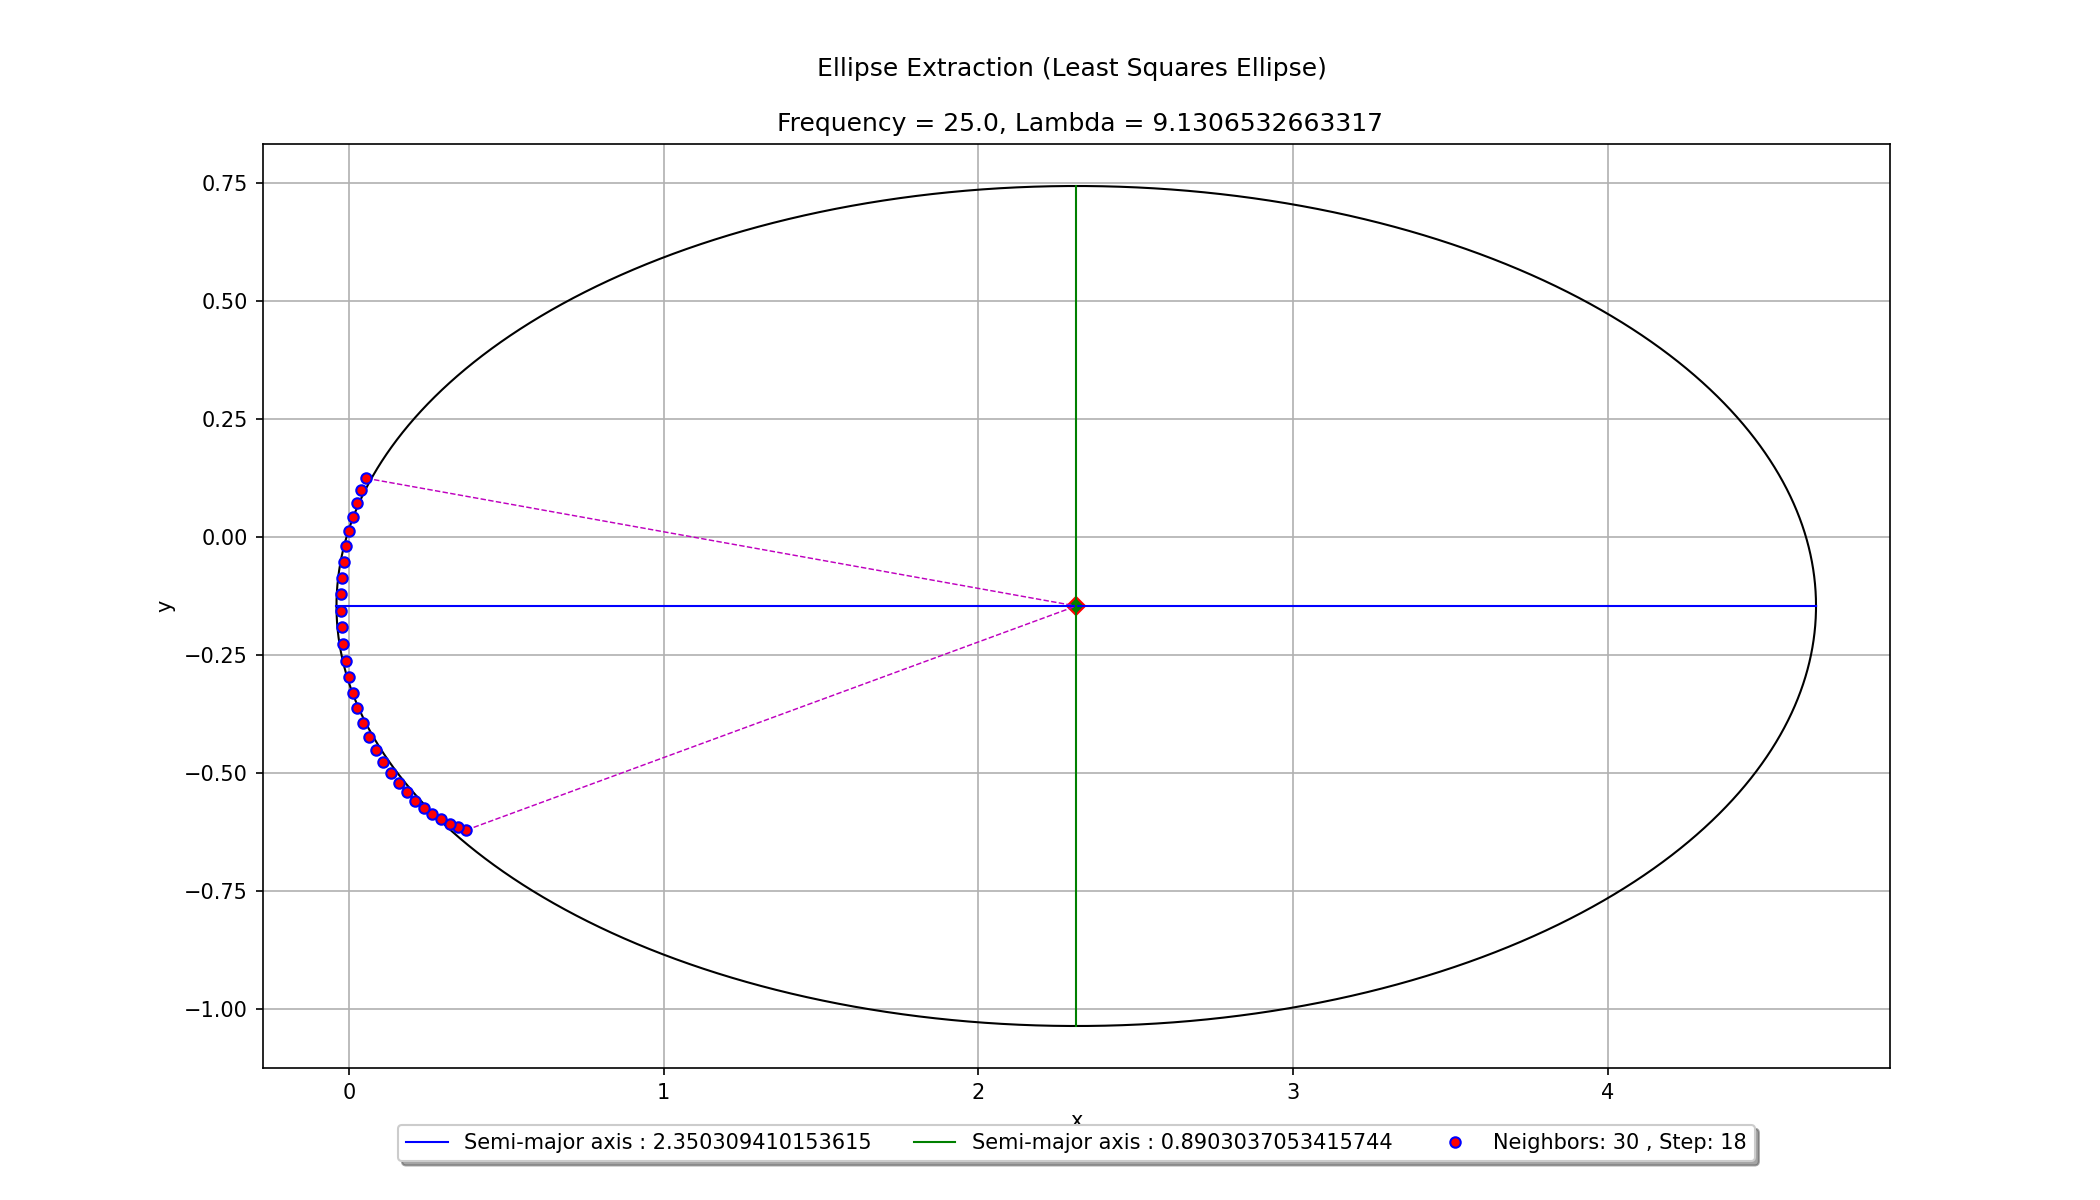 Ellipse Extraction (Least Squares Ellipse)
Frequency = 25.0, Lambda = 9.1306532663317
0.75
0.50
0.25
0.00
−0.25
−0.50
−0.75
−1.00
y
0 1 2 3 4
x
Semi-major axis : 2.350309410153615 Semi-major axis : 0.8903037053415744 Neighbors: 30 , Step: 18